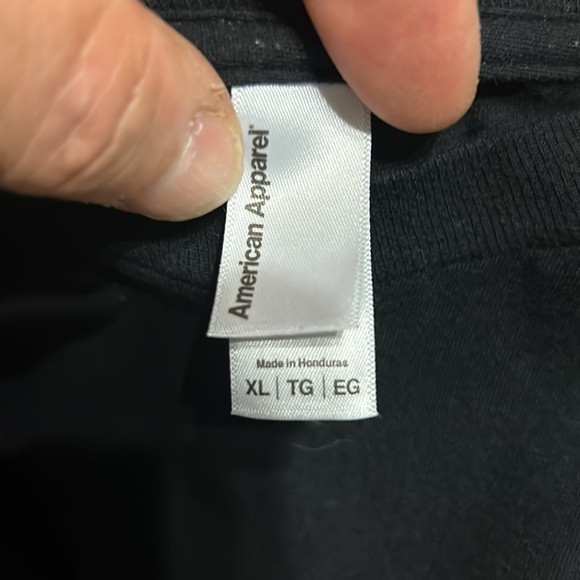 American Apparel®
Made in Honduras
XL | TG | EG